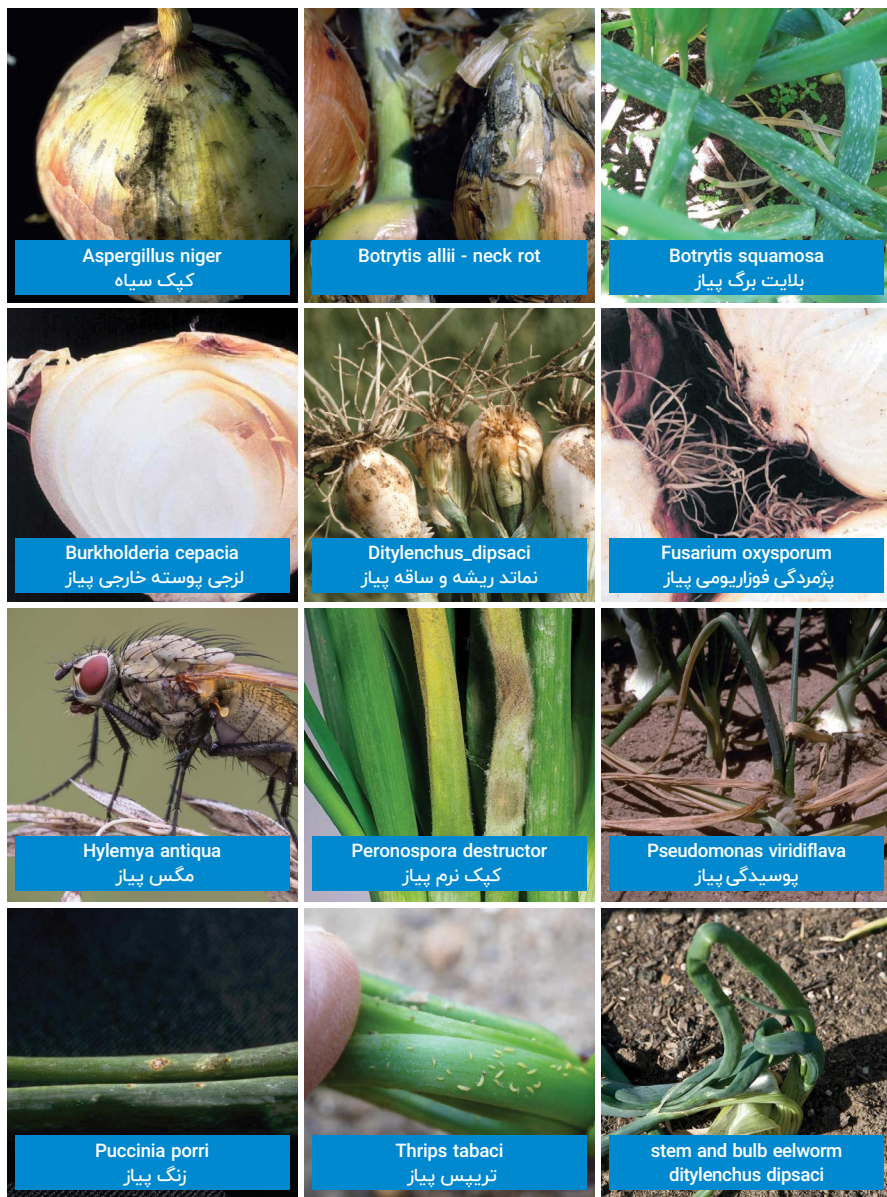 Aspergillus niger
کپک سیاه
Botrytis allii - neck rot
Botrytis squamosa
بلایت برگ پیاز
Burkholderia cepacia
لزجی پوسته خارجی پیاز
Ditylenchus_dipsaci
نماتد ریشه و ساقه پیاز
Fusarium oxysporum
پژمردگی فوزاریومی پیاز
Hylemya antiqua
مگس پیاز
Peronospora destructor
کپک نرم پیاز
Pseudomonas viridiflava
پوسیدگی پیاز
Puccinia porri
زنگ پیاز
Thrips tabaci
تریپس پیاز
stem and bulb eelworm
ditylenchus dipsaci